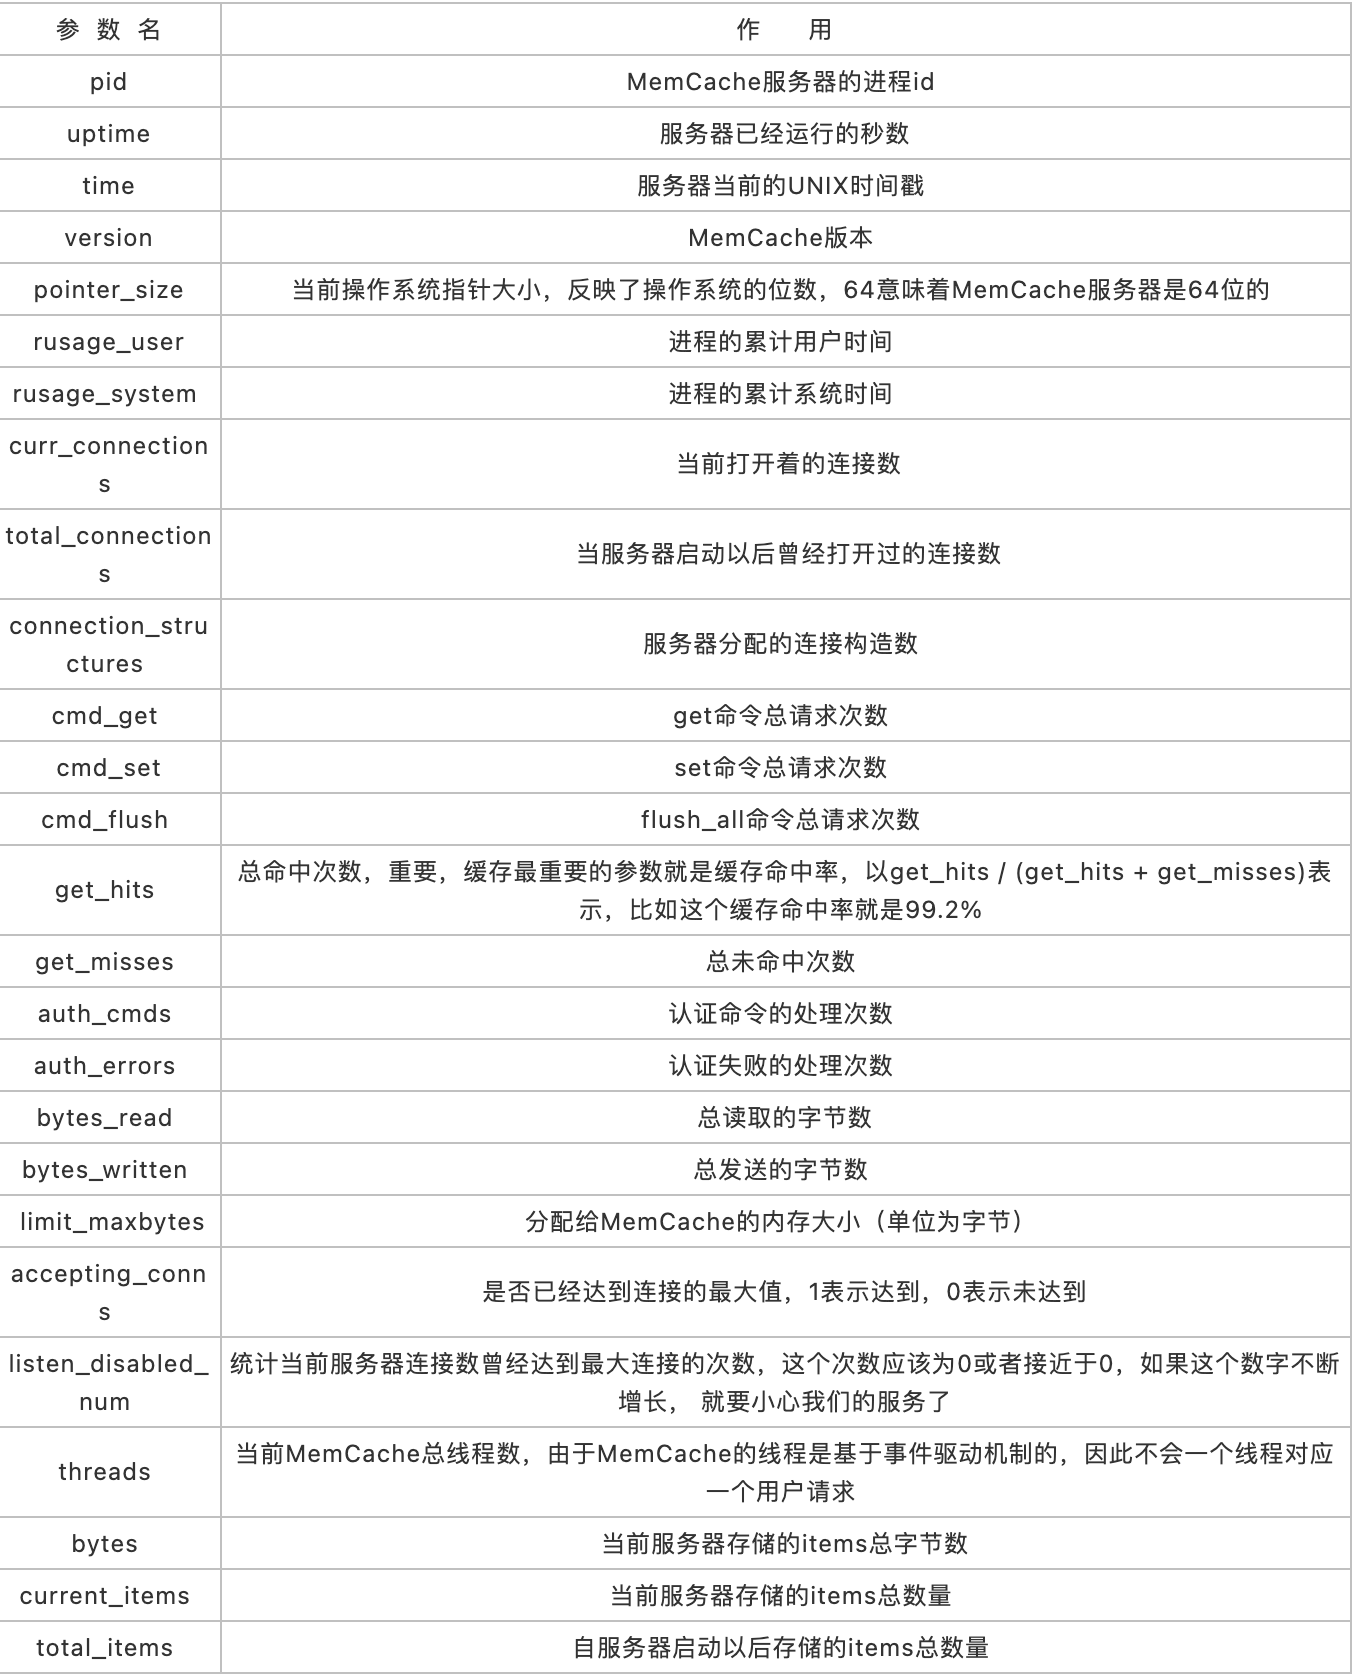 参 数 名
作 用
pid
MemCache服务器的进程id
uptime
服务器已经运行的秒数
time
服务器当前的UNIX时间戳
version
MemCache版本
pointer_size
当前操作系统指针大小，反映了操作系统的位数，64意味着MemCache服务器是64位的
rusage_user
进程的累计用户时间
rusage_system
进程的累计系统时间
curr_connection
s
当前打开着的连接数
total_connection
s
当服务器启动以后曾经打开过的连接数
connection_stru
ctures
服务器分配的连接构造数
cmd_get
get命令总请求次数
cmd_set
set命令总请求次数
cmd_flush
flush_all命令总请求次数
get_hits
总命中次数，重要，缓存最重要的参数就是缓存命中率，以get_hits / (get_hits + get_misses)表
示，比如这个缓存命中率就是99.2%
get_misses
总未命中次数
auth_cmds
认证命令的处理次数
auth_errors
认证失败的处理次数
bytes_read
总读取的字节数
bytes_written
总发送的字节数
limit_maxbytes
分配给MemCache的内存大小（单位为字节）
accepting_conn
s
是否已经达到连接的最大值，1表示达到，0表示未达到
listen_disabled_
num
统计当前服务器连接数曾经达到最大连接的次数，这个次数应该为0或者接近于0，如果这个数字不断
增长， 就要小心我们的服务了
threads
当前MemCache总线程数，由于MemCache的线程是基于事件驱动机制的，因此不会一个线程对应
一个用户请求
bytes
当前服务器存储的items总字节数
current_items
当前服务器存储的items总数量
total_items
自服务器启动以后存储的items总数量